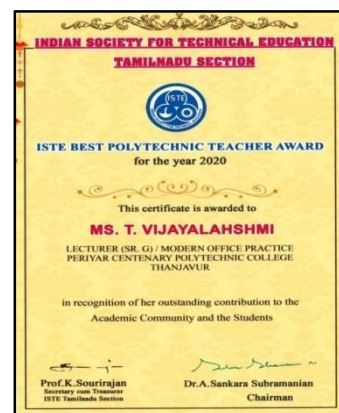 INDIAN SOCIETY FOR TECHNICAL EDUCATION
TAMILNADU SECTION
ISTE
ISTE BEST POLYTECHNIC TEACHER AWARD
for the year 2020
This certificate is awarded to
MS. T. VIJAYALAHSHMI
LECTURER (SR. G) / MODERN OFFICE PRACTICE
PERIYAR CENTENARY POLYTECHNIC COLLEGE
THANJAVUR
in recognition of her outstanding contribution to the
Academic Community and the Students
Prof.K.Sourirajan
Secretary cum Treasurer
ISTE Tamilnadu Section
Dr.A.Sankara Subramanian
Chairman